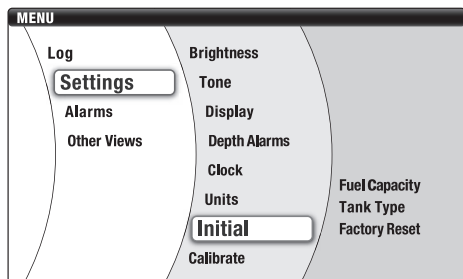 MENU
Log
Settings
Alarms
Other Views
Brightness
Tone
Display
Depth Alarms
Clock
Units
Initial
Calibrate
Fuel Capacity
Tank Type
Factory Reset